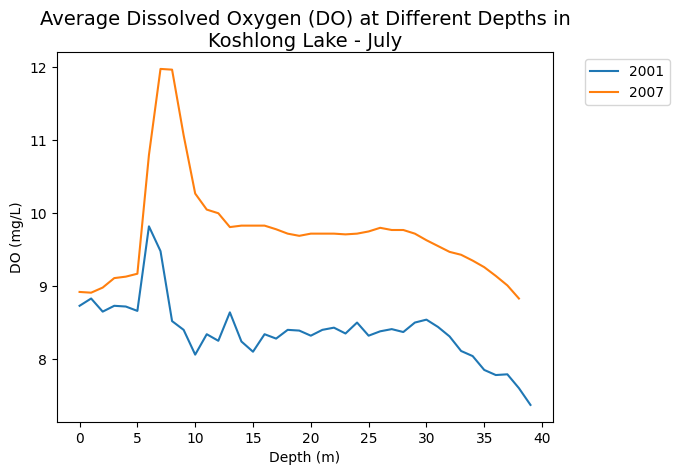 Average Dissolved Oxygen (DO) at Different Depths in
Koshlong Lake - July
2001
2007
DO (mg/L)
12
11
10
9
8
0 5 10 15 20 25 30 35 40
Depth (m)